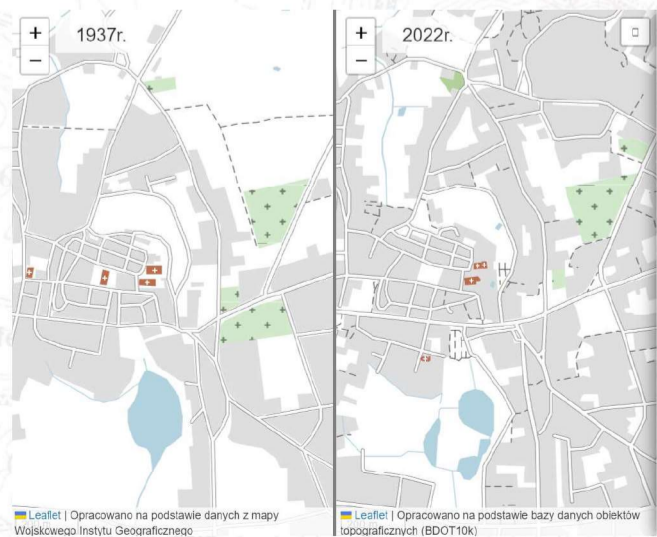 +
1937r.
−
Leaflet | Opracowano na podstawie danych z mapy
Wojskowego Instytu Geograficznego
+
2022r.
−
Leaflet | Opracowano na podstawie bazy danych obiektów
topograficznych (BDOT10k)